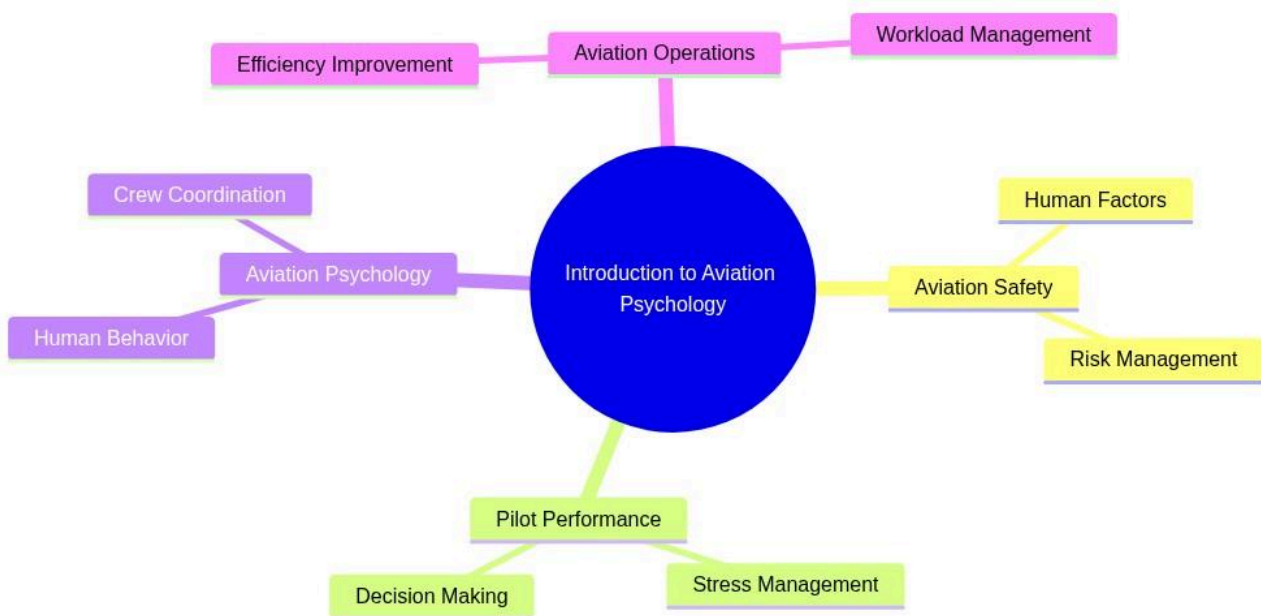 Workload Management
Aviation Operations
Efficiency Improvement
Crew Coordination
Human Factors
Aviation Psychology
Introduction to Aviation
Psychology
Aviation Safety
Human Behavior
Risk Management
Pilot Performance
Decision Making
Stress Management